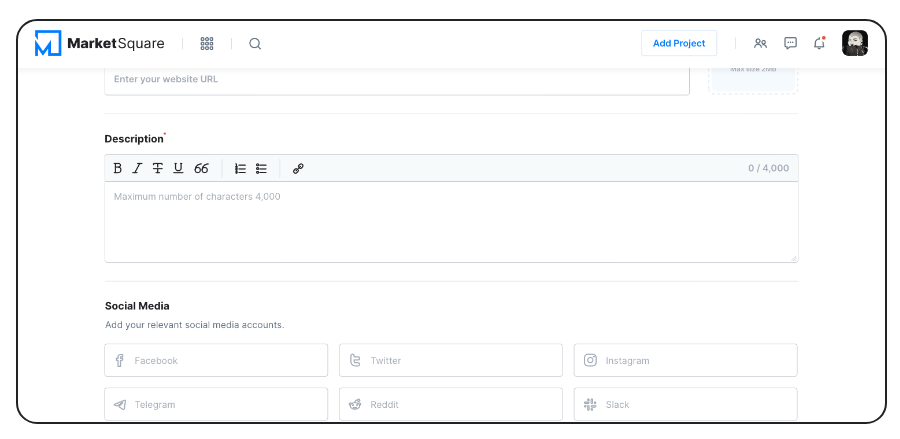 MarketSquare
Add Project
Enter your website URL
Max size 2Mb
Description*
B I T U 66
0 / 4,000
Maximum number of characters 4,000
Social Media
Add your relevant social media accounts.
Facebook
Twitter
Instagram
Telegram
Reddit
Slack